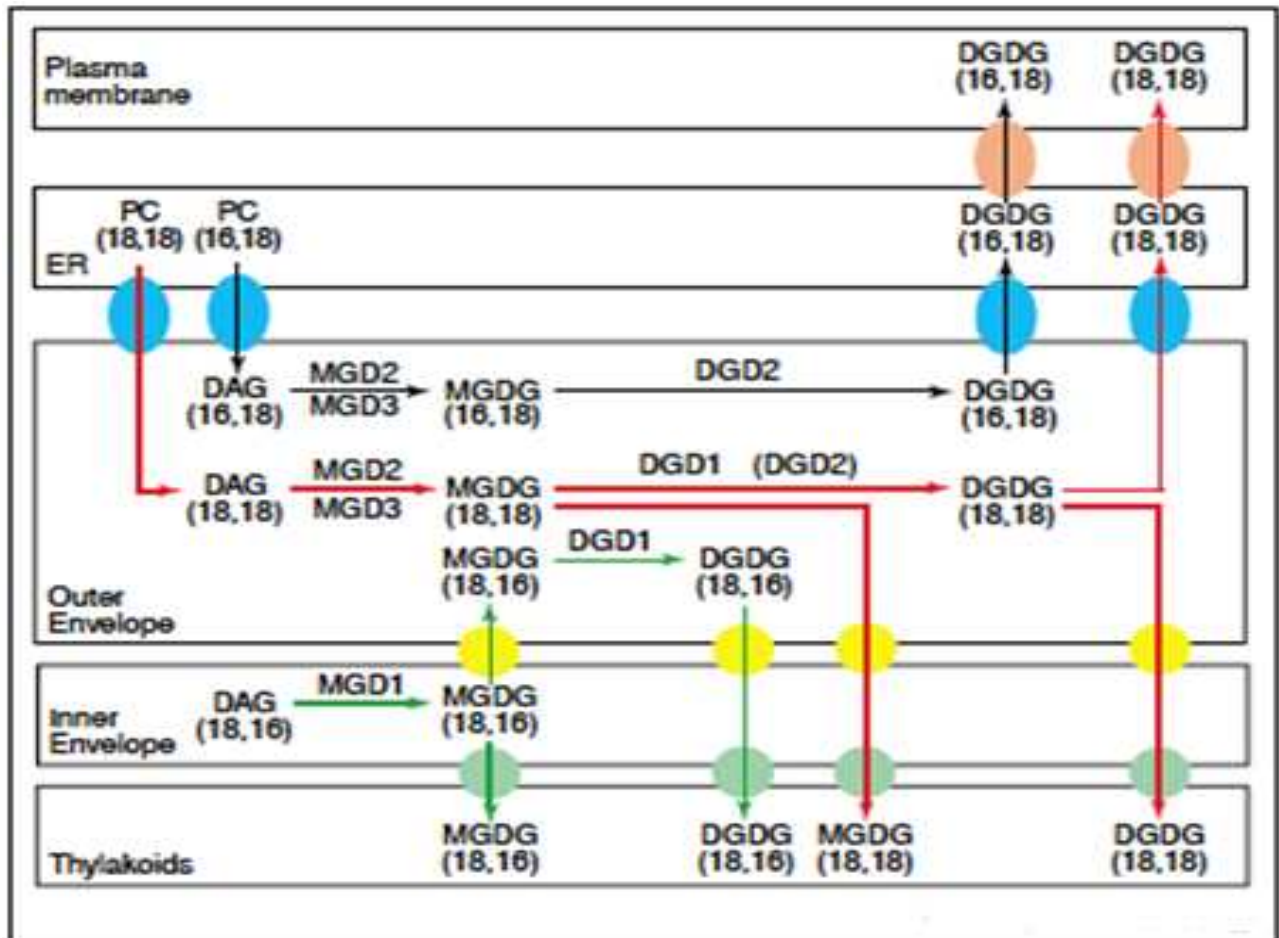 Plasma
membrane
DGDG
(16,18)
DGDG
(18,18)
PC
(18,18)
PC
(16,18)
ER
DGDG
(16,18)
DGDG
(18,18)
DAG
(16,18)
MGD2
MGD3
MGDG
(16,18)
DGD2
DGDG
(16,18)
DAG
(18,18)
MGD2
MGD3
MGDG
(18,18)
DGD1 (DGD2)
DGDG
(18,18)
MGDG
(18,16)
DGD1
DGDG
(18,16)
Outer
Envelope
DAG
(18,16)
MGD1
MGDG
(18,16)
Inner
Envelope
Thylakoids
MGDG
(18,16)
DGDG
(18,16)
MGDG
(18,18)
DGDG
(18,18)